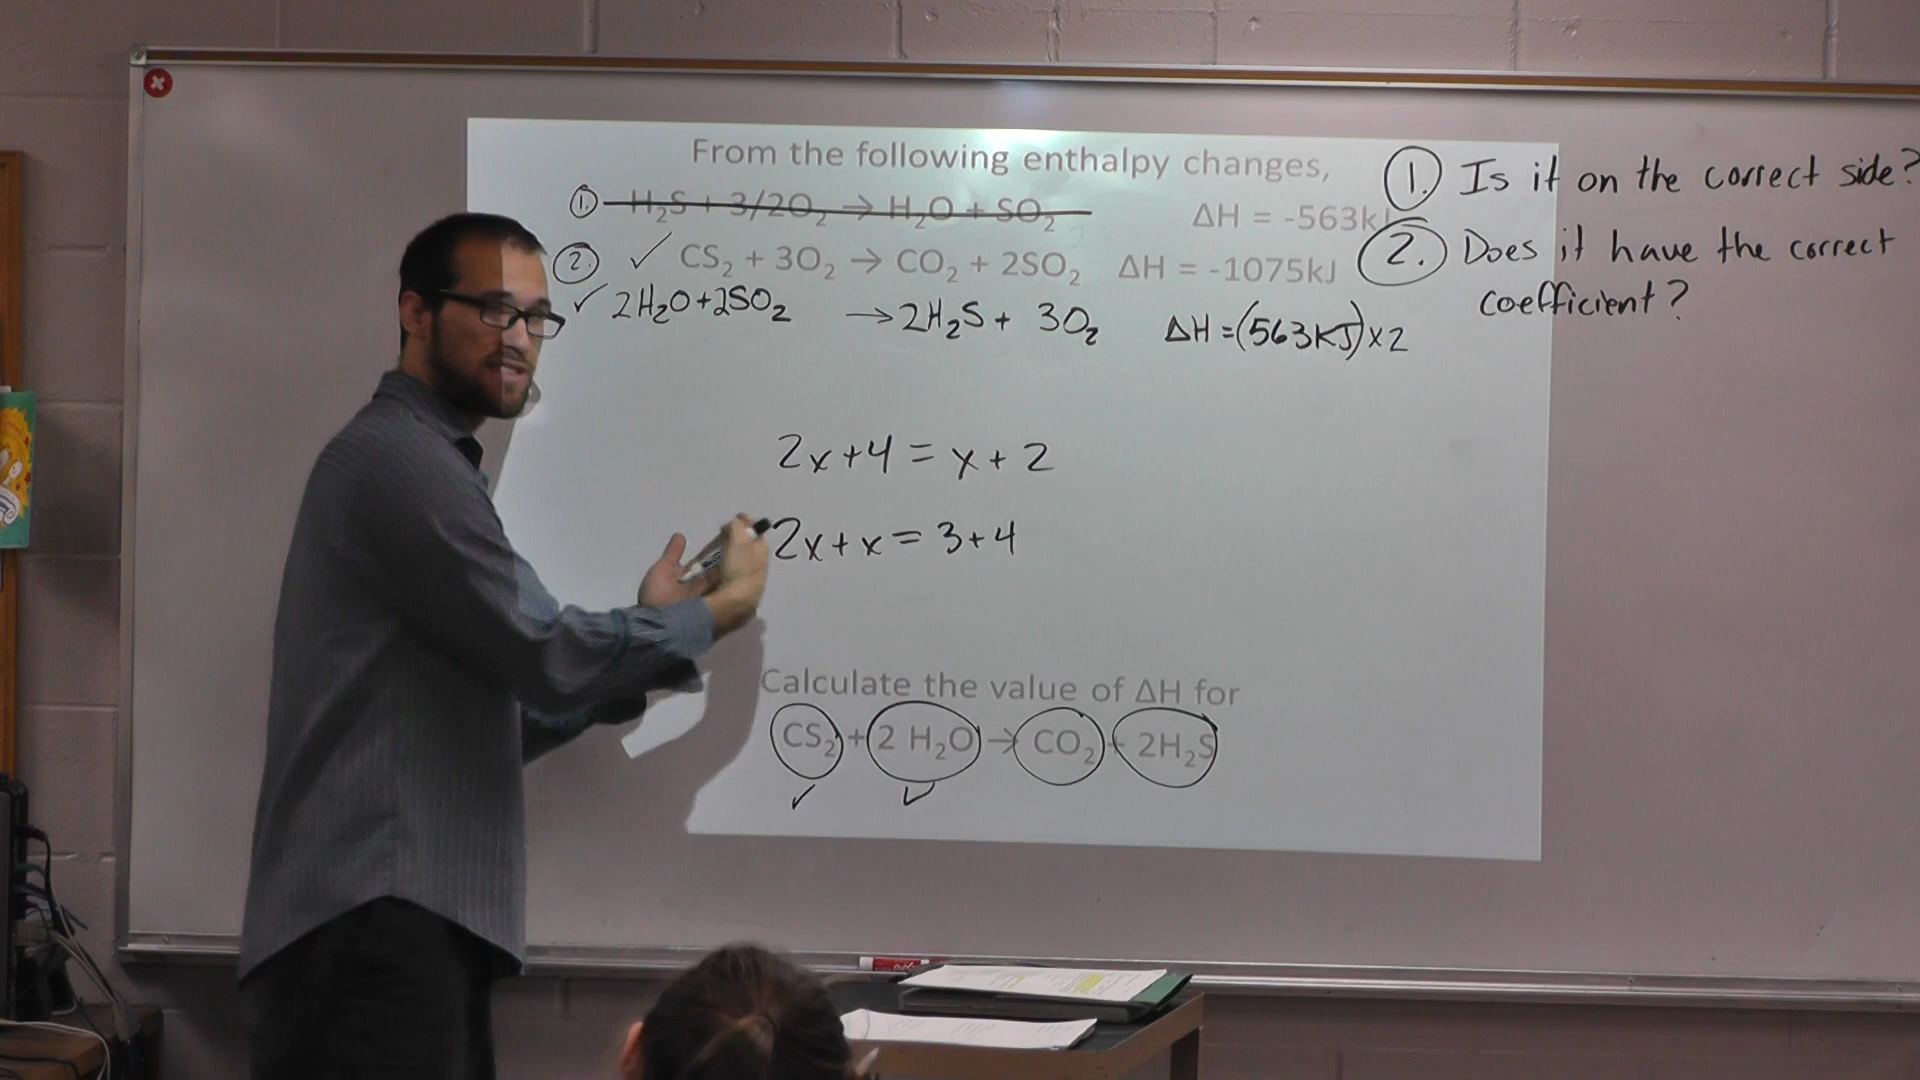 From the following enthalpy changes,
1. H₂S + 3/2O₂ → H₂O + SO₂ ΔH = -563kJ
2. ✓ CS₂ + 3O₂ → CO₂ + 2SO₂ ΔH = -1075kJ
✓ 2H₂O+2SO₂ → 2H₂S + 3O₂ ΔH = (563KJ) x 2
2x+4 = x+2
2x+x = 3+4
Calculate the value of ΔH for
CS₂ + 2 H₂O → CO₂ + 2H₂S
✓ ✓
1. Is it on the correct side?
2. Does it have the correct
coefficient?